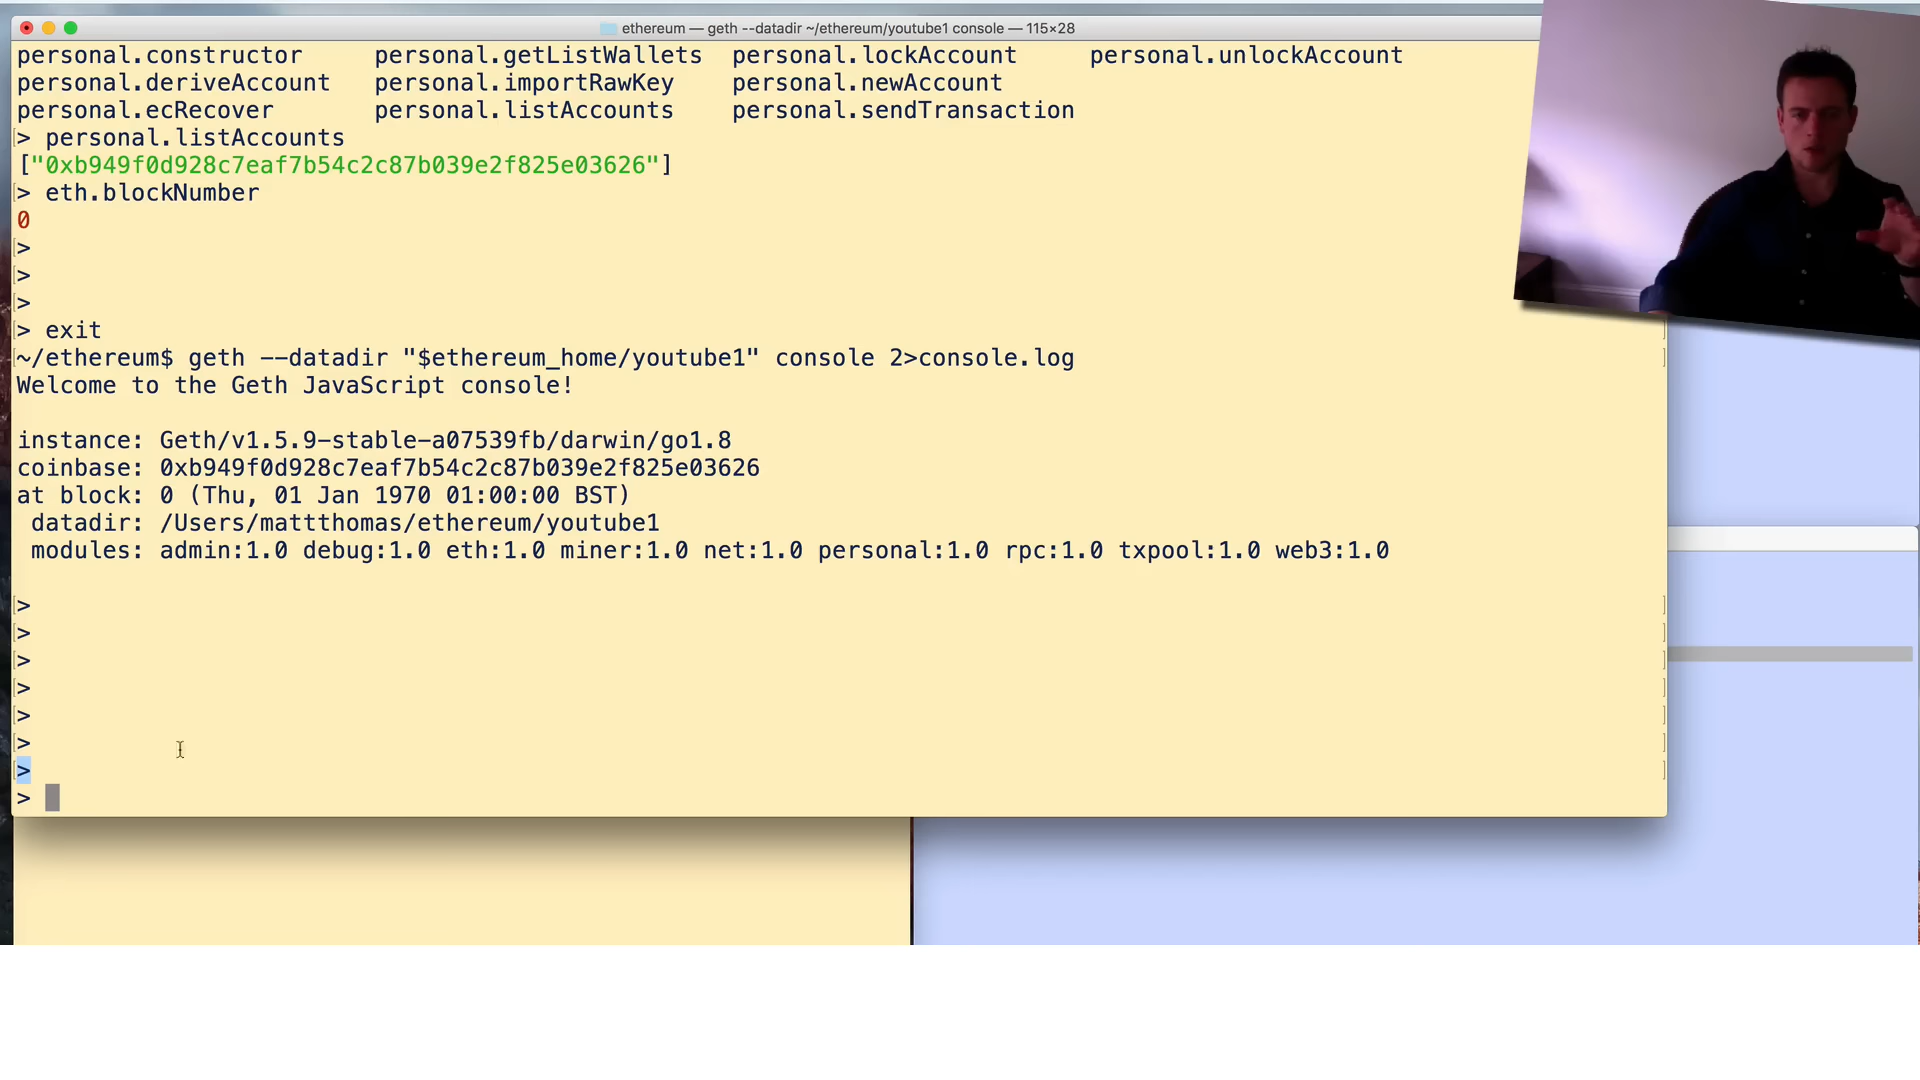 ethereum — geth --datadir ~/ethereum/youtube1 console — 115×28
personal.constructor personal.getListWallets personal.lockAccount personal.unlockAccount
personal.deriveAccount personal.importRawKey personal.newAccount
personal.ecRecover personal.listAccounts personal.sendTransaction
> personal.listAccounts
["0xb949f0d928c7eaf7b54c2c87b039e2f825e03626"]
> eth.blockNumber
0
>
>
>
> exit
~/ethereum$ geth --datadir "$ethereum_home/youtube1" console 2>console.log
Welcome to the Geth JavaScript console!
instance: Geth/v1.5.9-stable-a07539fb/darwin/go1.8
coinbase: 0xb949f0d928c7eaf7b54c2c87b039e2f825e03626
at block: 0 (Thu, 01 Jan 1970 01:00:00 BST)
datadir: /Users/mattthomas/ethereum/youtube1
modules: admin:1.0 debug:1.0 eth:1.0 miner:1.0 net:1.0 personal:1.0 rpc:1.0 txpool:1.0 web3:1.0
>
>
>
>
>
>
>
>